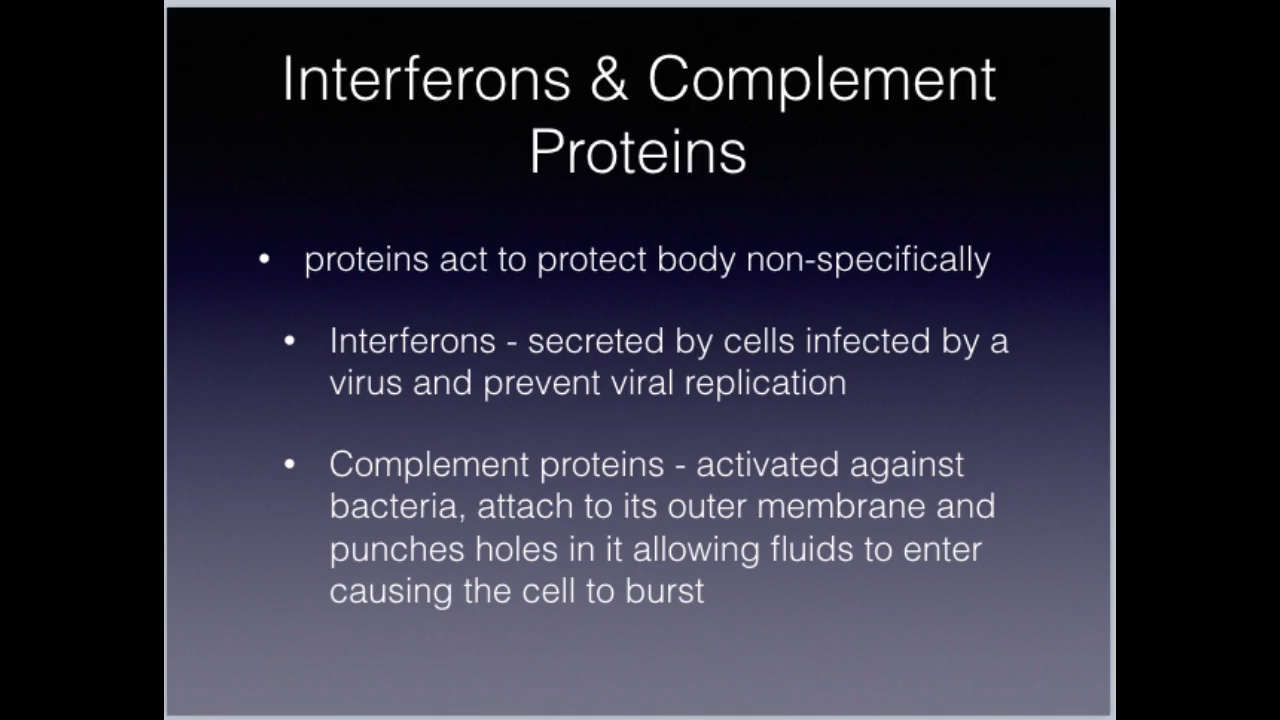 Interferons & Complement
Proteins
• proteins act to protect body non-specifically
• Interferons - secreted by cells infected by a
virus and prevent viral replication
• Complement proteins - activated against
bacteria, attach to its outer membrane and
punches holes in it allowing fluids to enter
causing the cell to burst